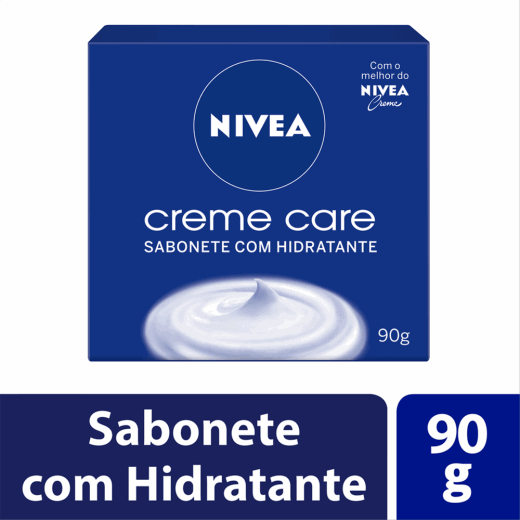 Com o
melhor do
NIVEA
Creme
NIVEA
creme care
SABONETE COM HIDRATANTE
90g
Sabonete
com Hidratante
90
g